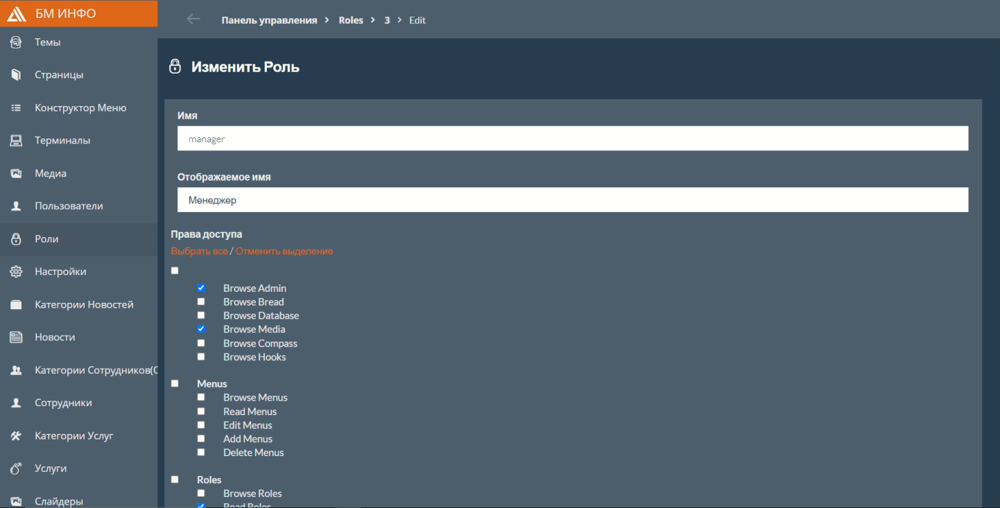 БМ ИНФО
Панель управления > Roles > 3 > Edit
Темы
Страницы
Конструктор Меню
Терминалы
Медиа
Пользователи
Роли
Настройки
Категории Новостей
Новости
Категории Сотрудников(С
Сотрудники
Категории Услуг
Услуги
Слайдеры
Изменить Роль
Имя
manager
Отображаемое имя
Менеджер
Права доступа
Выбрать все / Отменить выделение
Browse Admin
Browse Bread
Browse Database
Browse Media
Browse Compass
Browse Hooks
Menus
Browse Menus
Read Menus
Edit Menus
Add Menus
Delete Menus
Roles
Browse Roles
Read Roles